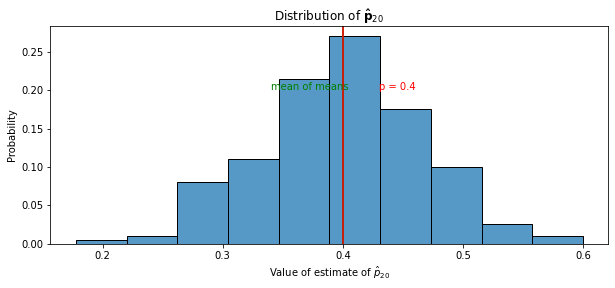 Distribution of p̂₂₀
0.25
0.20
0.15
0.10
0.05
0.00
Probability
mean of means
p = 0.4
0.2 0.3 0.4 0.5 0.6
Value of estimate of p̂₂₀